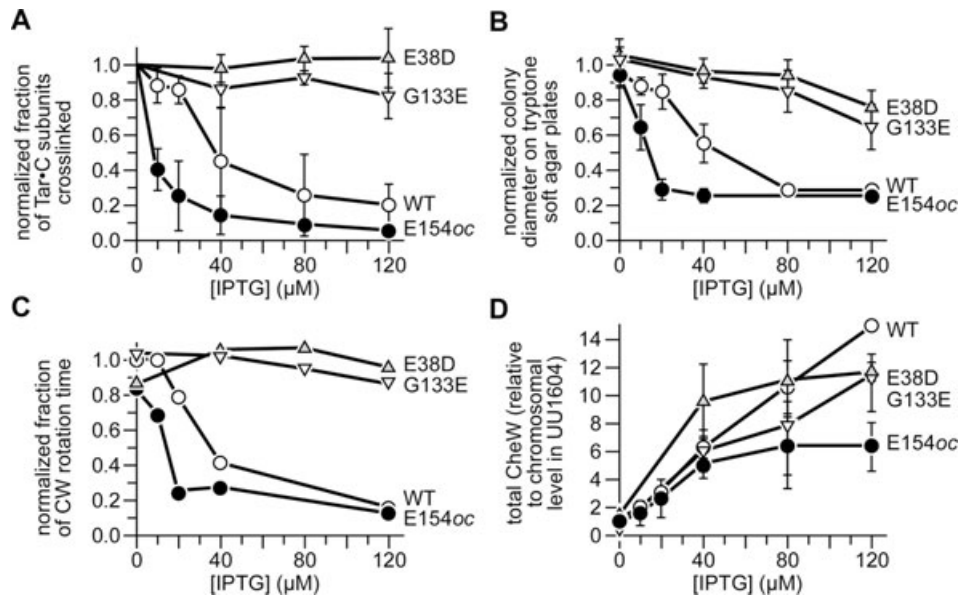 A
normalized fraction
of Tar•C subunits
crosslinked
1.0
0.8
0.6
0.4
0.2
0.0
0
40
80
120
[IPTG] (µM)
E38D
G133E
WT
E154oc
B
normalized colony
diameter on tryptone
soft agar plates
1.0
0.8
0.6
0.4
0.2
0.0
0
40
80
120
[IPTG] (µM)
E38D
G133E
WT
E154oc
C
normalized fraction
of CW rotation time
1.0
0.8
0.6
0.4
0.2
0.0
0
40
80
120
[IPTG] (µM)
E38D
G133E
WT
E154oc
D
total CheW (relative
to chromosomal
level in UU1604)
14
12
10
8
6
4
2
0
0
40
80
120
[IPTG] (µM)
WT
E38D
G133E
E154oc